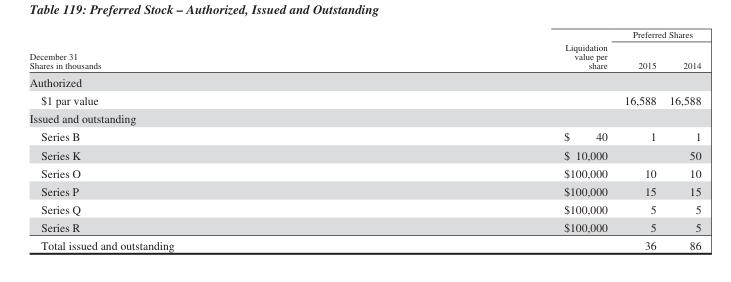 Table 119: Preferred Stock – Authorized, Issued and Outstanding
Preferred Shares
December 31
Shares in thousands
Liquidation
value per
share
2015 2014
Authorized
$1 par value 16,588 16,588
Issued and outstanding
Series B $ 40 1 1
Series K $ 10,000 50
Series O $100,000 10 10
Series P $100,000 15 15
Series Q $100,000 5 5
Series R $100,000 5 5
Total issued and outstanding 36 86